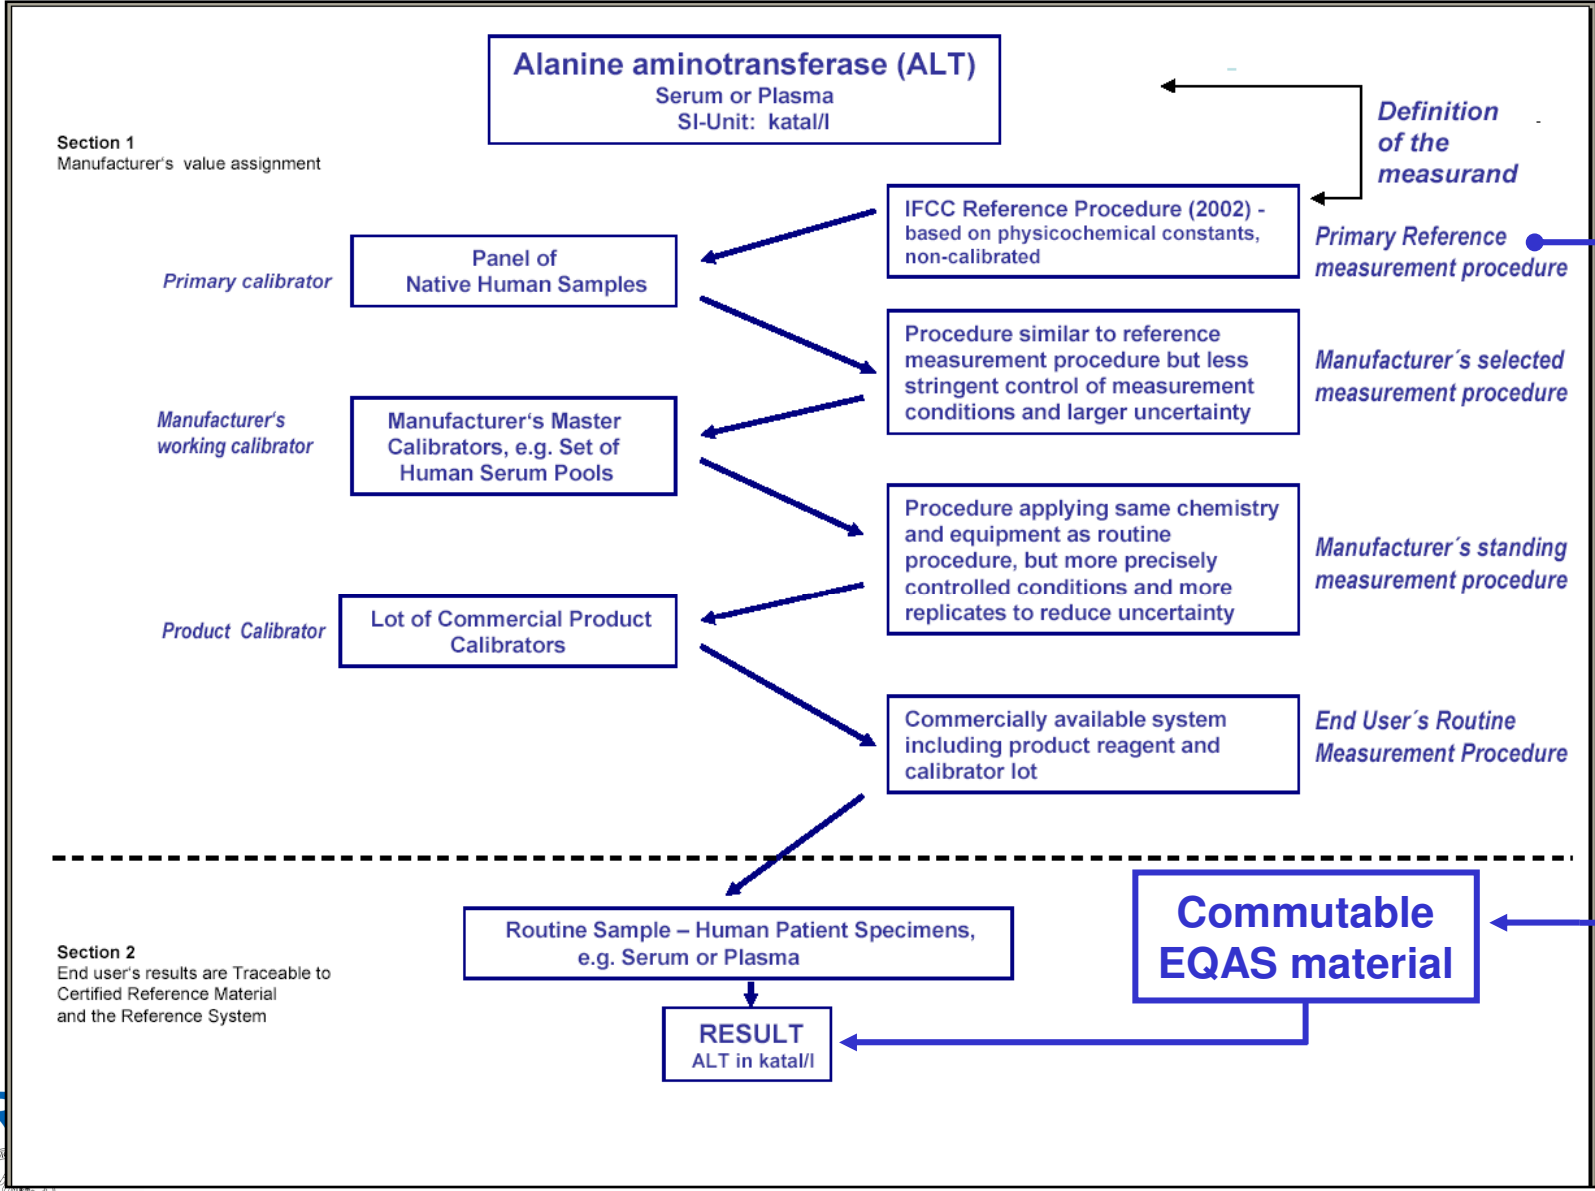 Alanine aminotransferase (ALT)
Serum or Plasma
SI-Unit: katal/l
Definition
of the
measurand
Section 1
Manufacturer's value assignment
IFCC Reference Procedure (2002) -
based on physicochemical constants,
non-calibrated
Primary Reference
measurement procedure
Primary calibrator
Panel of
Native Human Samples
Procedure similar to reference
measurement procedure but less
stringent control of measurement
conditions and larger uncertainty
Manufacturer´s selected
measurement procedure
Manufacturer's
working calibrator
Manufacturer's Master
Calibrators, e.g. Set of
Human Serum Pools
Procedure applying same chemistry
and equipment as routine
procedure, but more precisely
controlled conditions and more
replicates to reduce uncertainty
Manufacturer´s standing
measurement procedure
Product Calibrator
Lot of Commercial Product
Calibrators
Commercially available system
including product reagent and
calibrator lot
End User´s Routine
Measurement Procedure
Commutable
EQAS material
Routine Sample – Human Patient Specimens,
e.g. Serum or Plasma
Section 2
End user's results are Traceable to
Certified Reference Material
and the Reference System
RESULT
ALT in katal/l